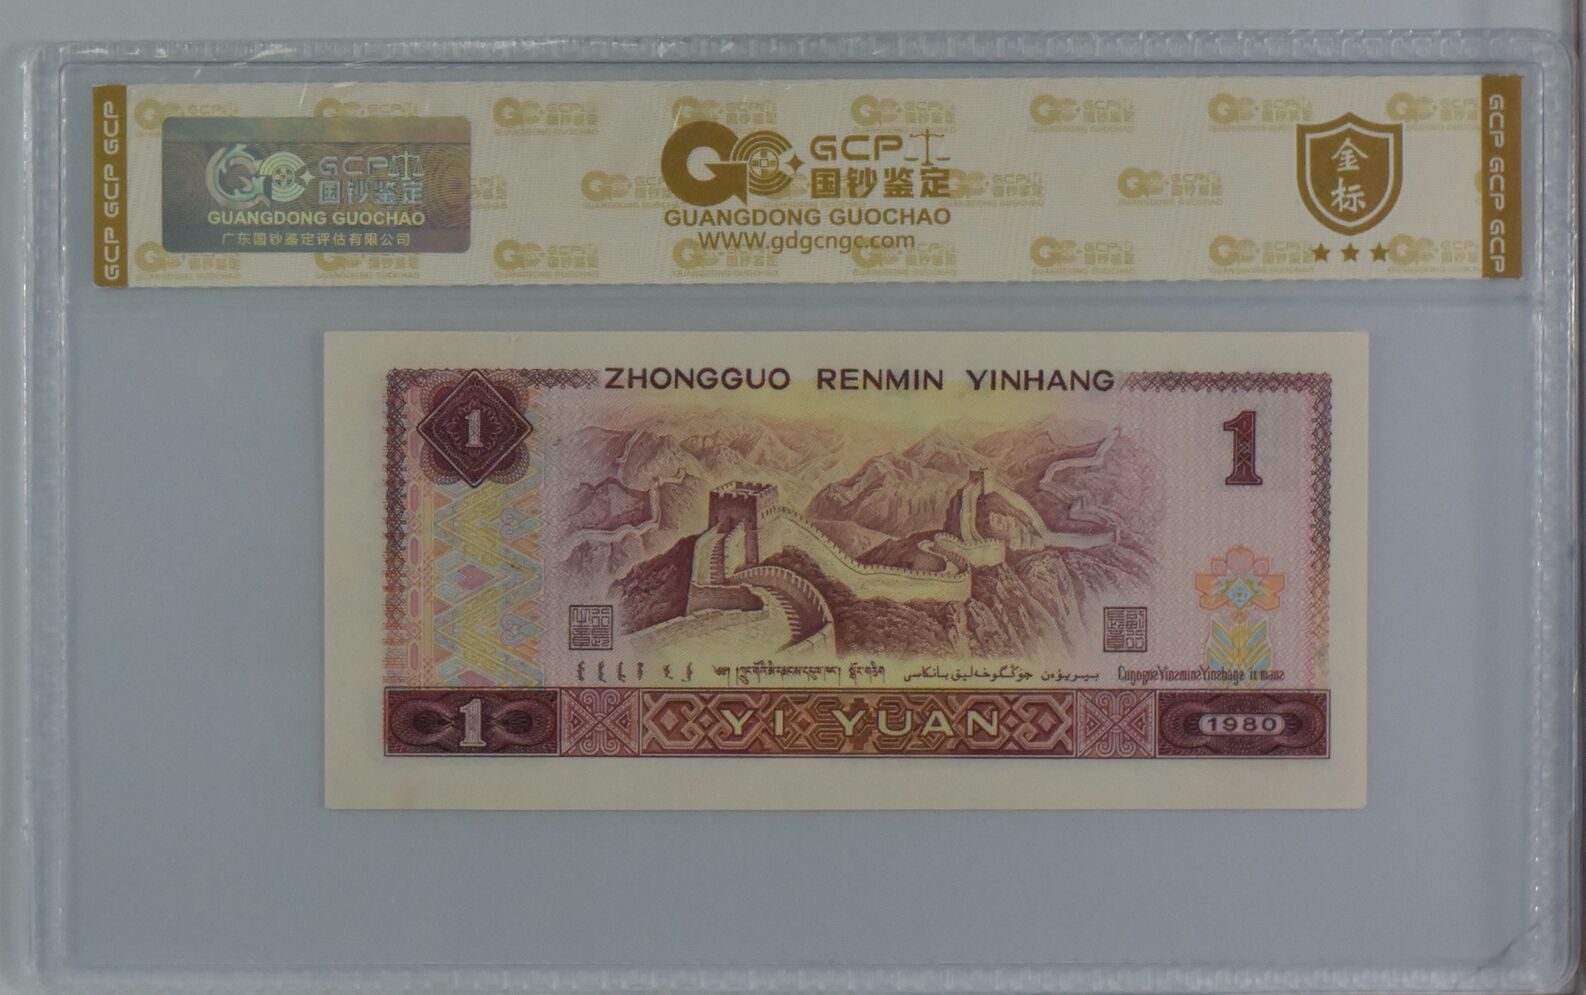 GCP GCP GCP
GCP
国钞鉴定
GUANGDONG GUOCHAO
广东国钞鉴定评估有限公司
GCP
国钞鉴定
GUANGDONG GUOCHAO
WWW.gdgcngc.com
金标
GCP GCP GCP
ZHONGGUO RENMIN YINHANG
1
1
1
YI YUAN
1980